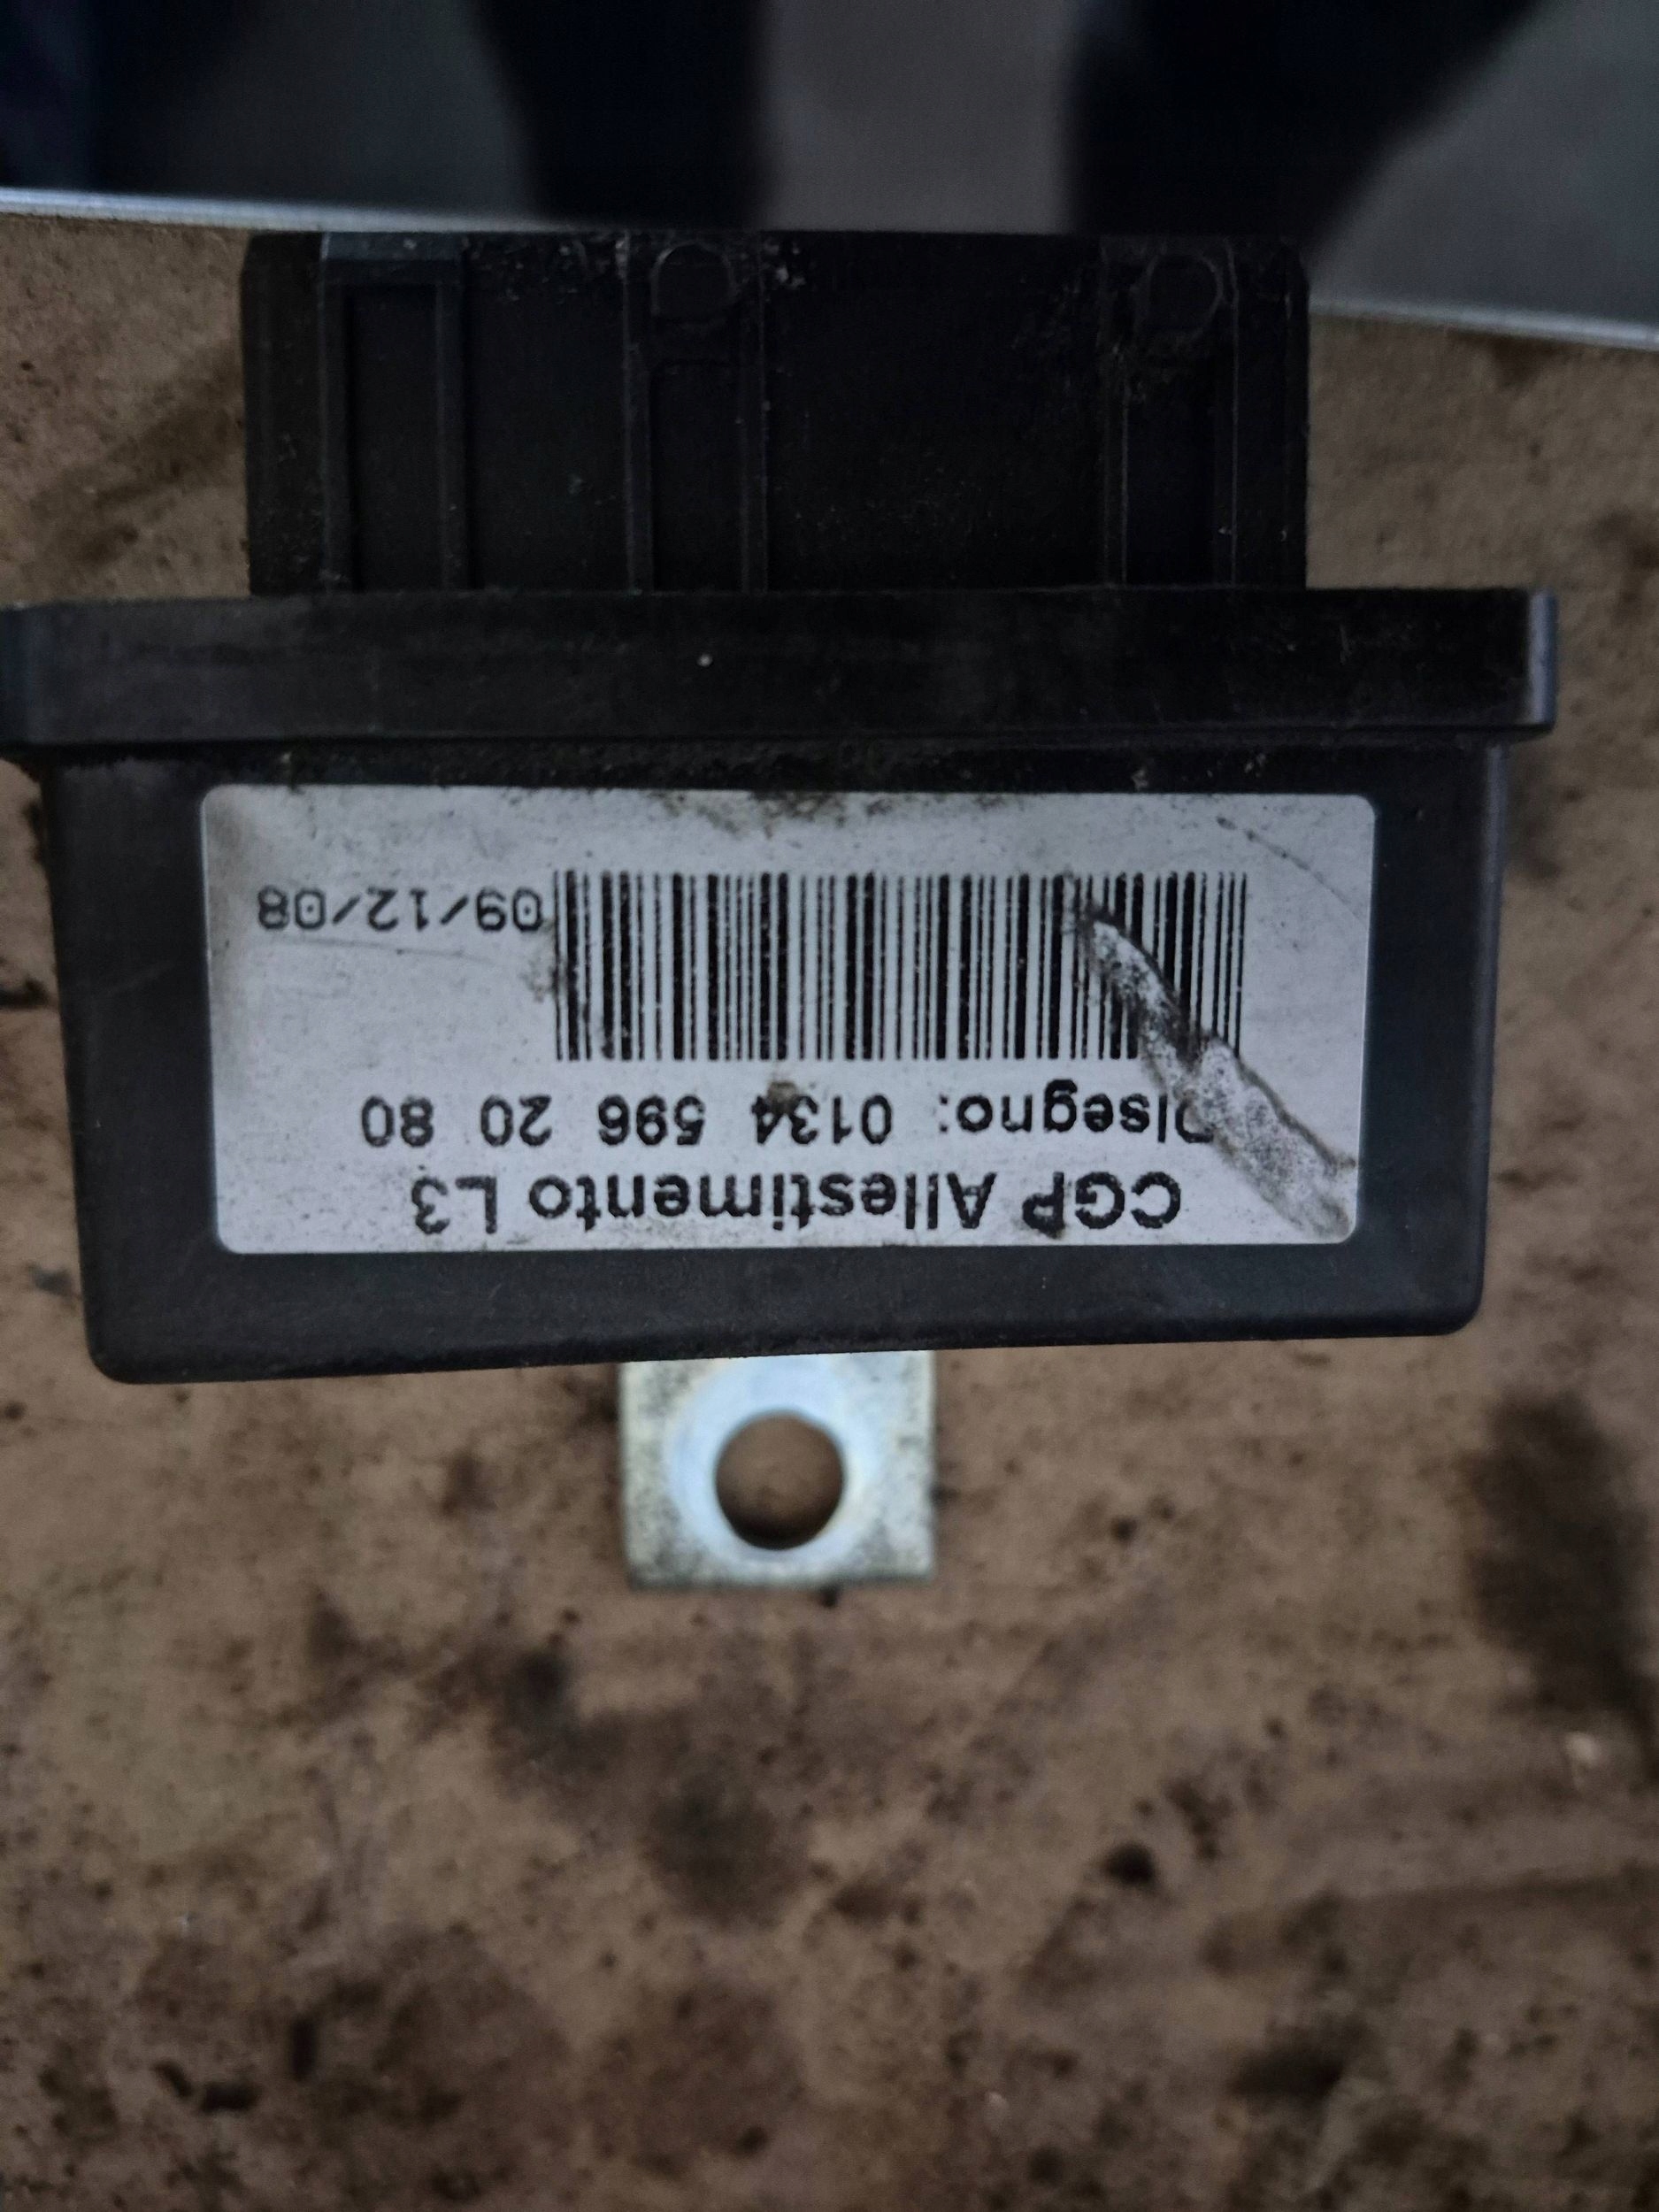 CGP Allestimento L3
Disegno: 0134 596 20 80
09/12/08